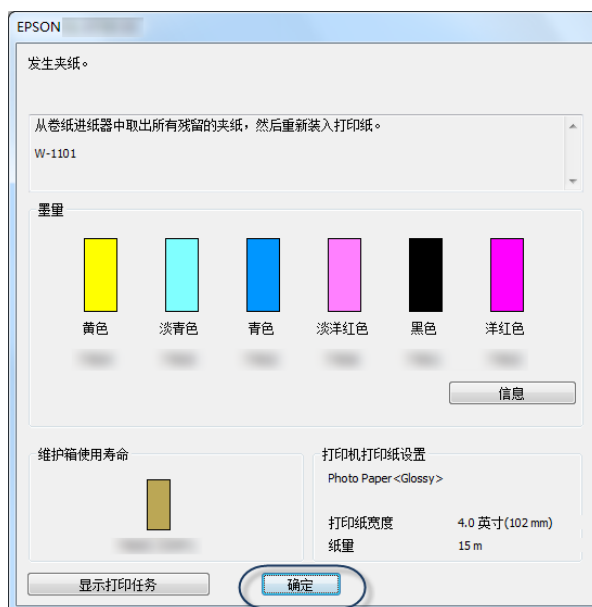 EPSON
发生夹纸。
从卷纸进纸器中取出所有残留的夹纸，然后重新装入打印纸。
W-1101
墨量
黄色 淡青色 青色 淡洋红色 黑色 洋红色
信息
维护箱使用寿命
打印机打印纸设置
Photo Paper<Glossy>
打印纸宽度 4.0 英寸(102 mm)
纸量 15 m
显示打印任务 确定